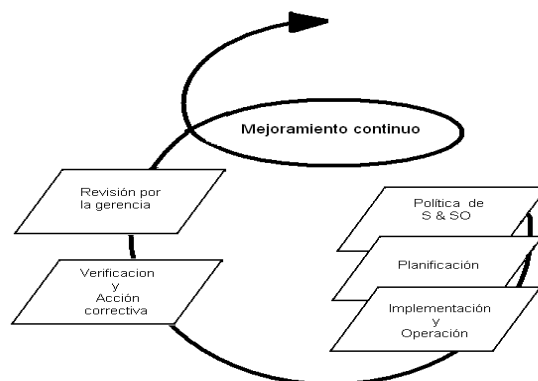 Mejoramiento continuo
Revisión por
la gerencia
Política de
S & SO
Verificacion
y
Acción
correctiva
Planificación
Implementación
y
Operación